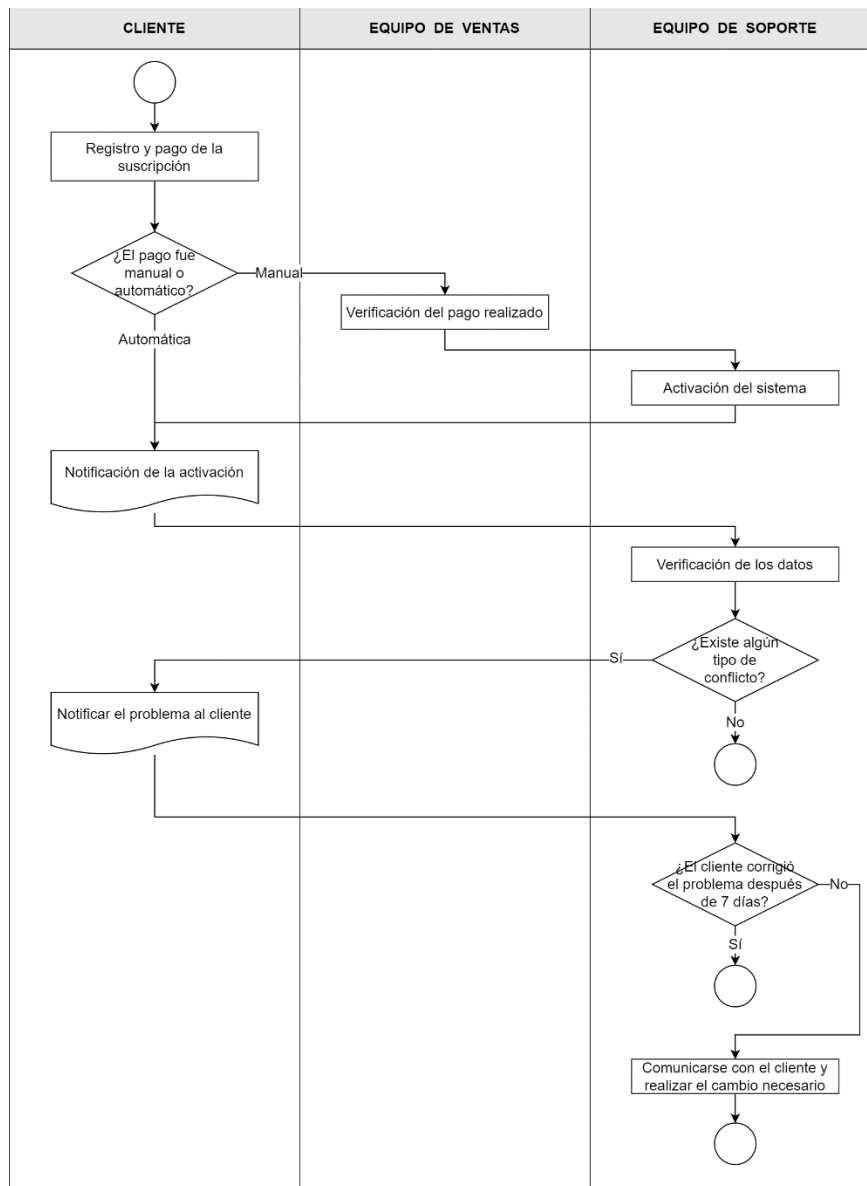 CLIENTE
EQUIPO DE VENTAS
EQUIPO DE SOPORTE
Registro y pago de la
suscripción
¿El pago fue
manual o
automático?
Manual
Verificación del pago realizado
Automática
Activación del sistema
Notificación de la activación
Verificación de los datos
¿Existe algún
tipo de
conflicto?
Sí
Notificar el problema al cliente
No
¿El cliente corrigió
el problema después
de 7 días?
No
Sí
Comunicarse con el cliente y
realizar el cambio necesario